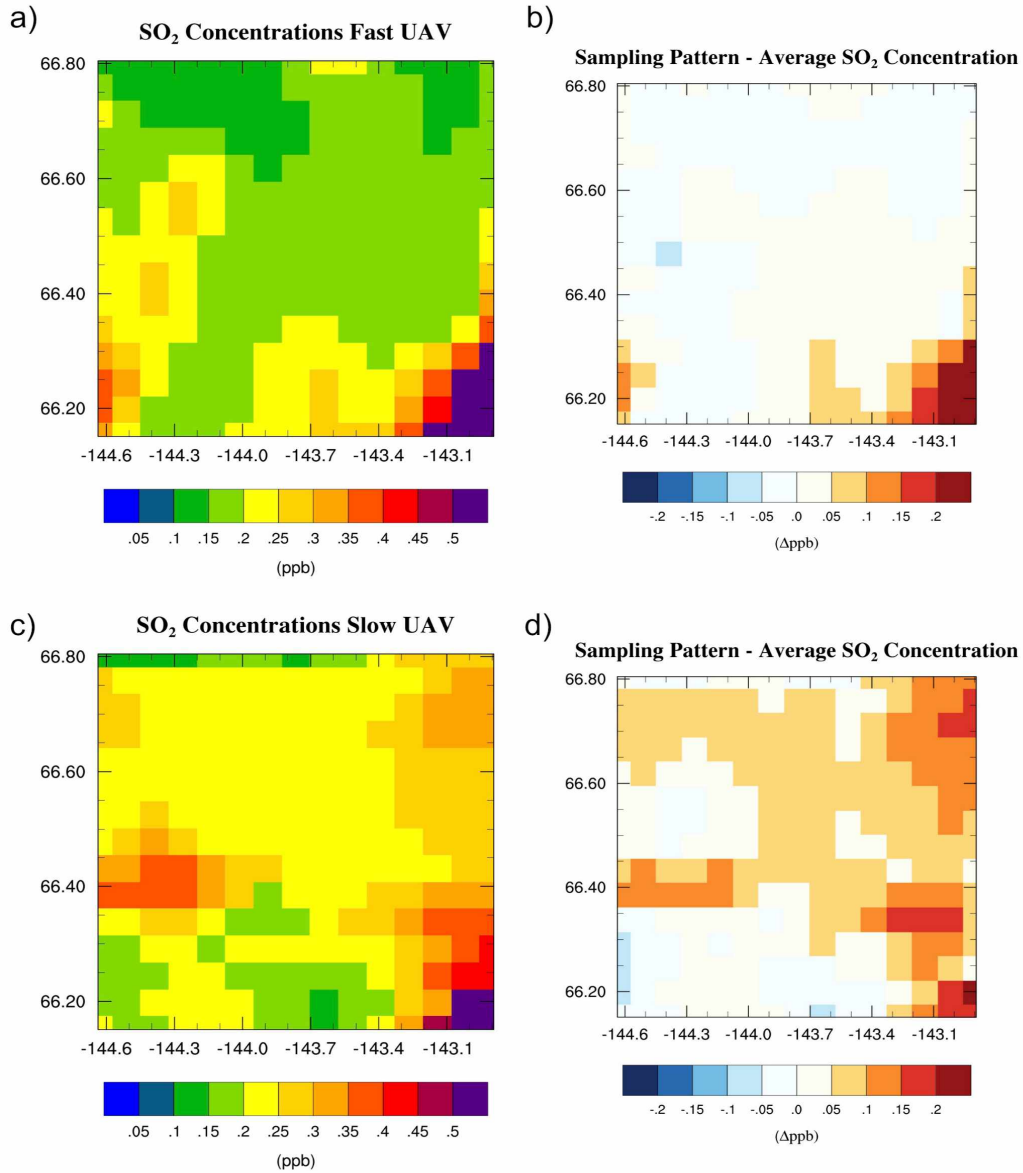 a)
SO₂ Concentrations Fast UAV
66.80
66.60
66.40
66.20
-144.6 -144.3 -144.0 -143.7 -143.4 -143.1
.05 .1 .15 .2 .25 .3 .35 .4 .45 .5
(ppb)
b)
Sampling Pattern - Average SO₂ Concentration
66.80
66.60
66.40
66.20
-144.6 -144.3 -144.0 -143.7 -143.4 -143.1
-.2 -.15 -.1 -.05 .0 .05 .1 .15 .2
(Δppb)
c)
SO₂ Concentrations Slow UAV
66.80
66.60
66.40
66.20
-144.6 -144.3 -144.0 -143.7 -143.4 -143.1
.05 .1 .15 .2 .25 .3 .35 .4 .45 .5
(ppb)
d)
Sampling Pattern - Average SO₂ Concentration
66.80
66.60
66.40
66.20
-144.6 -144.3 -144.0 -143.7 -143.4 -143.1
-.2 -.15 -.1 -.05 .0 .05 .1 .15 .2
(Δppb)